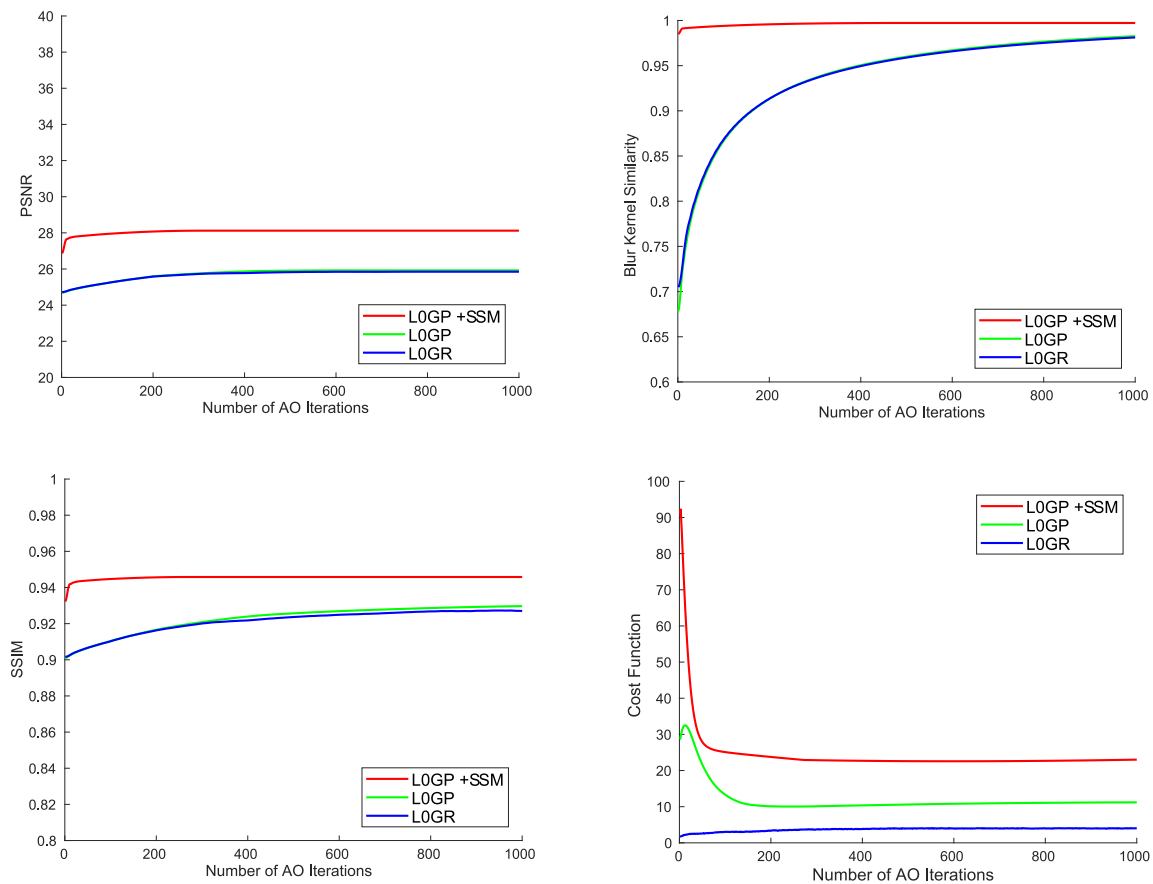 40
38
36
34
32
30
28
26
24
22
20
PSNR
0 200 400 600 800 1000
Number of AO Iterations
L0GP +SSM
L0GP
L0GR
1
0.95
0.9
0.85
0.8
0.75
0.7
0.65
0.6
Blur Kernel Similarity
0 200 400 600 800 1000
Number of AO Iterations
L0GP +SSM
L0GP
L0GR
1
0.98
0.96
0.94
0.92
0.9
0.88
0.86
0.84
0.82
0.8
SSIM
0 200 400 600 800 1000
Number of AO Iterations
L0GP +SSM
L0GP
L0GR
100
90
80
70
60
50
40
30
20
10
0
Cost Function
0 200 400 600 800 1000
Number of AO Iterations
L0GP +SSM
L0GP
L0GR